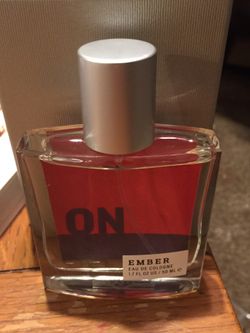 ON
EMBER
EAU DE COLOGNE
1.7 FL OZ US / 50 ML ℮